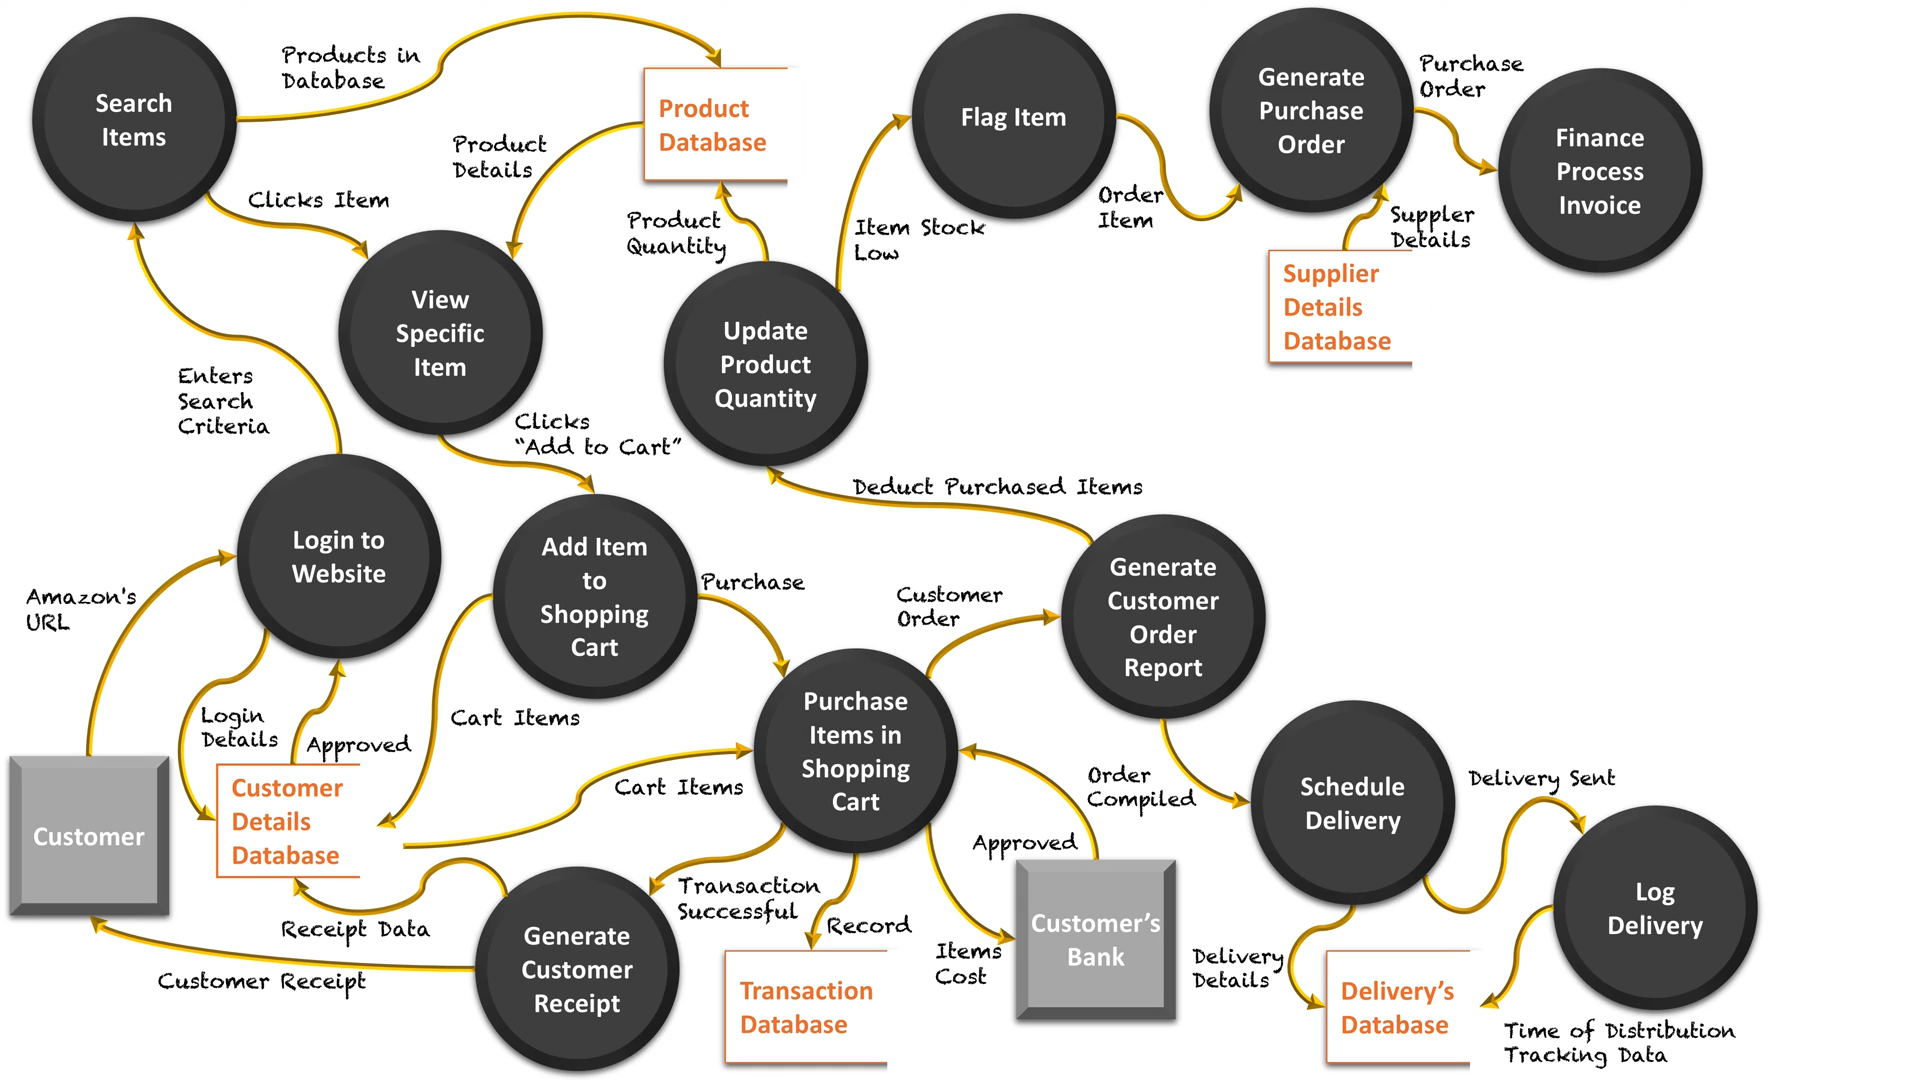 Search
Items
Products in
Database
Product
Database
Product
Details
Clicks Item
Product
Quantity
Flag Item
Item Stock
Low
Order
Item
Generate
Purchase
Order
Purchase
Order
Finance
Process
Invoice
Suppler
Details
Supplier
Details
Database
View
Specific
Item
Update
Product
Quantity
Enters
Search
Criteria
Clicks
“Add to Cart”
Deduct Purchased Items
Login to
Website
Add Item
to
Shopping
Cart
Purchase
Customer
Order
Generate
Customer
Order
Report
Amazon's
URL
Login
Details
Approved
Cart Items
Purchase
Items in
Shopping
Cart
Cart Items
Order
Compiled
Schedule
Delivery
Delivery Sent
Customer
Customer
Details
Database
Approved
Log
Delivery
Transaction
Successful
Record
Receipt Data
Customer Receipt
Generate
Customer
Receipt
Transaction
Database
Items
Cost
Customer’s
Bank
Delivery
Details
Delivery’s
Database
Time of Distribution
Tracking Data